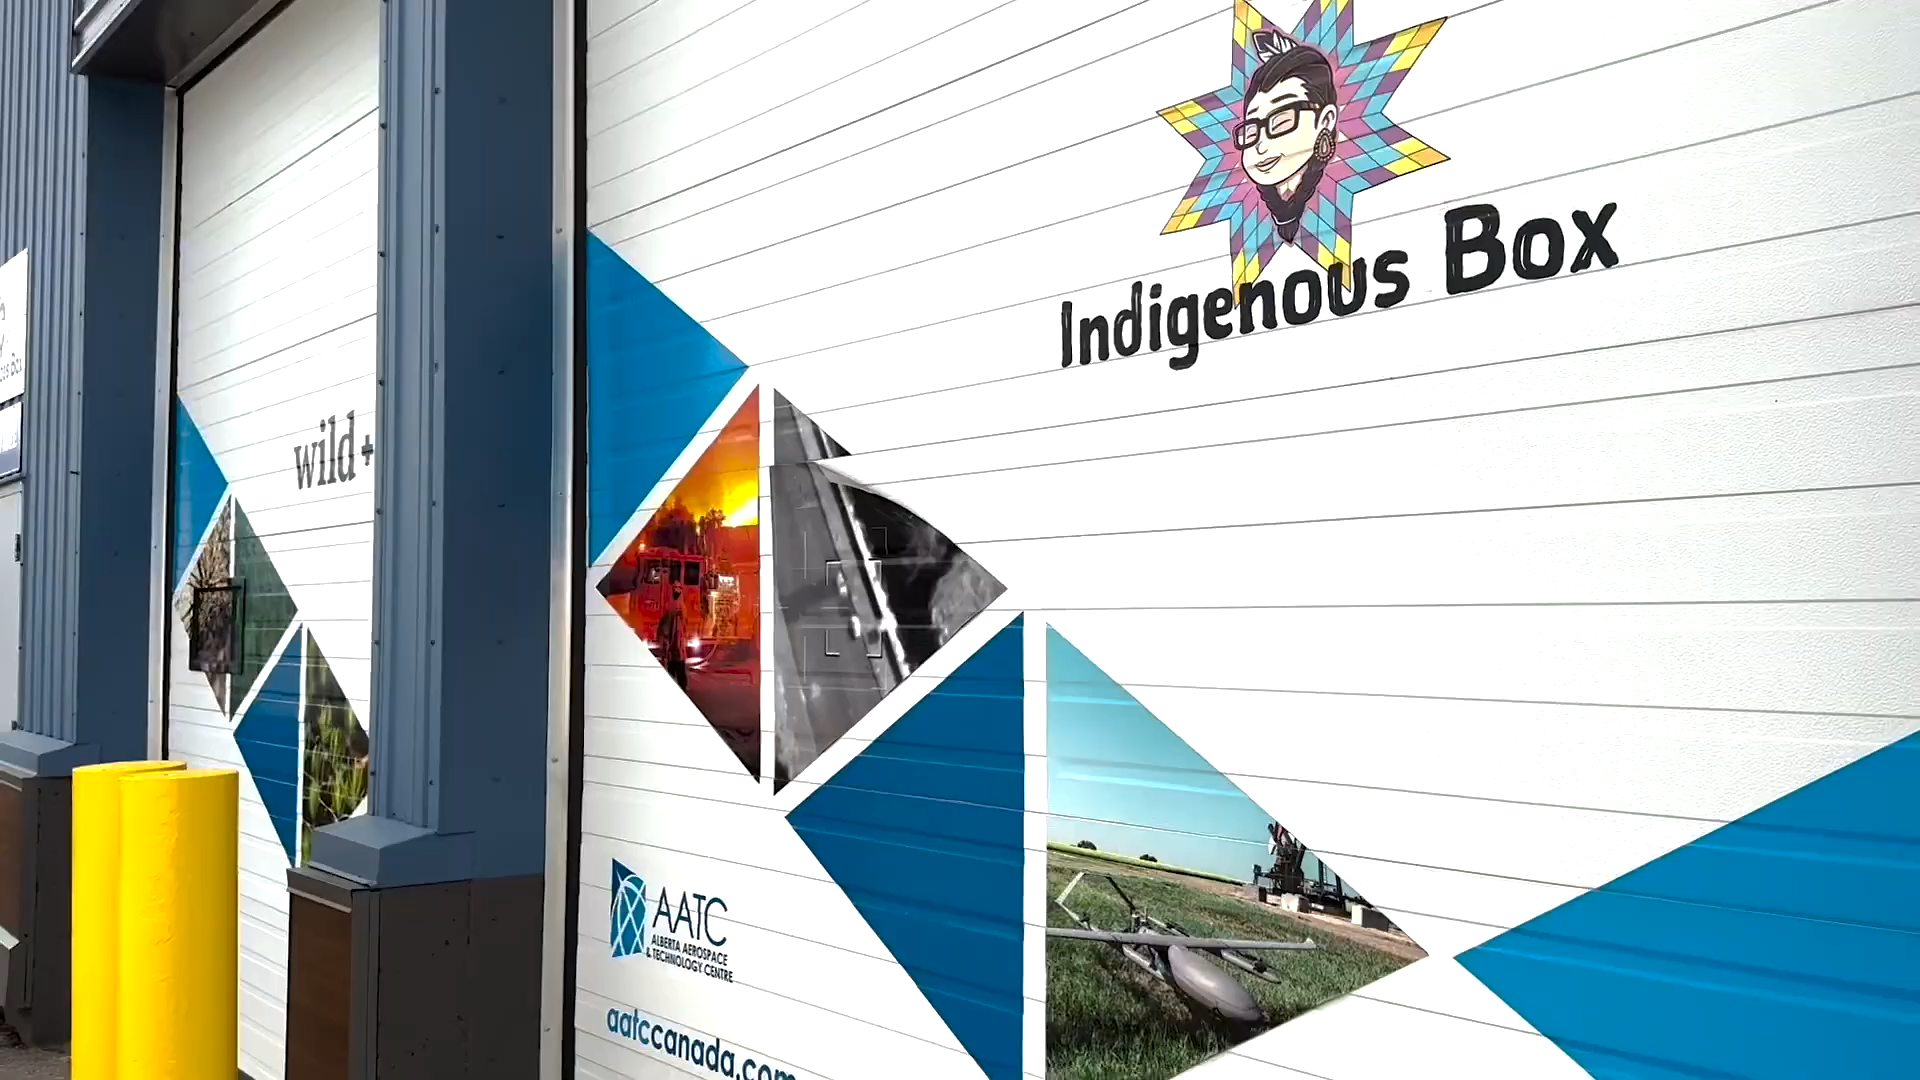 Indigenous Box
wild+
AATC
ALBERTA AEROSPACE
& TECHNOLOGY CENTRE
aatccanada.com